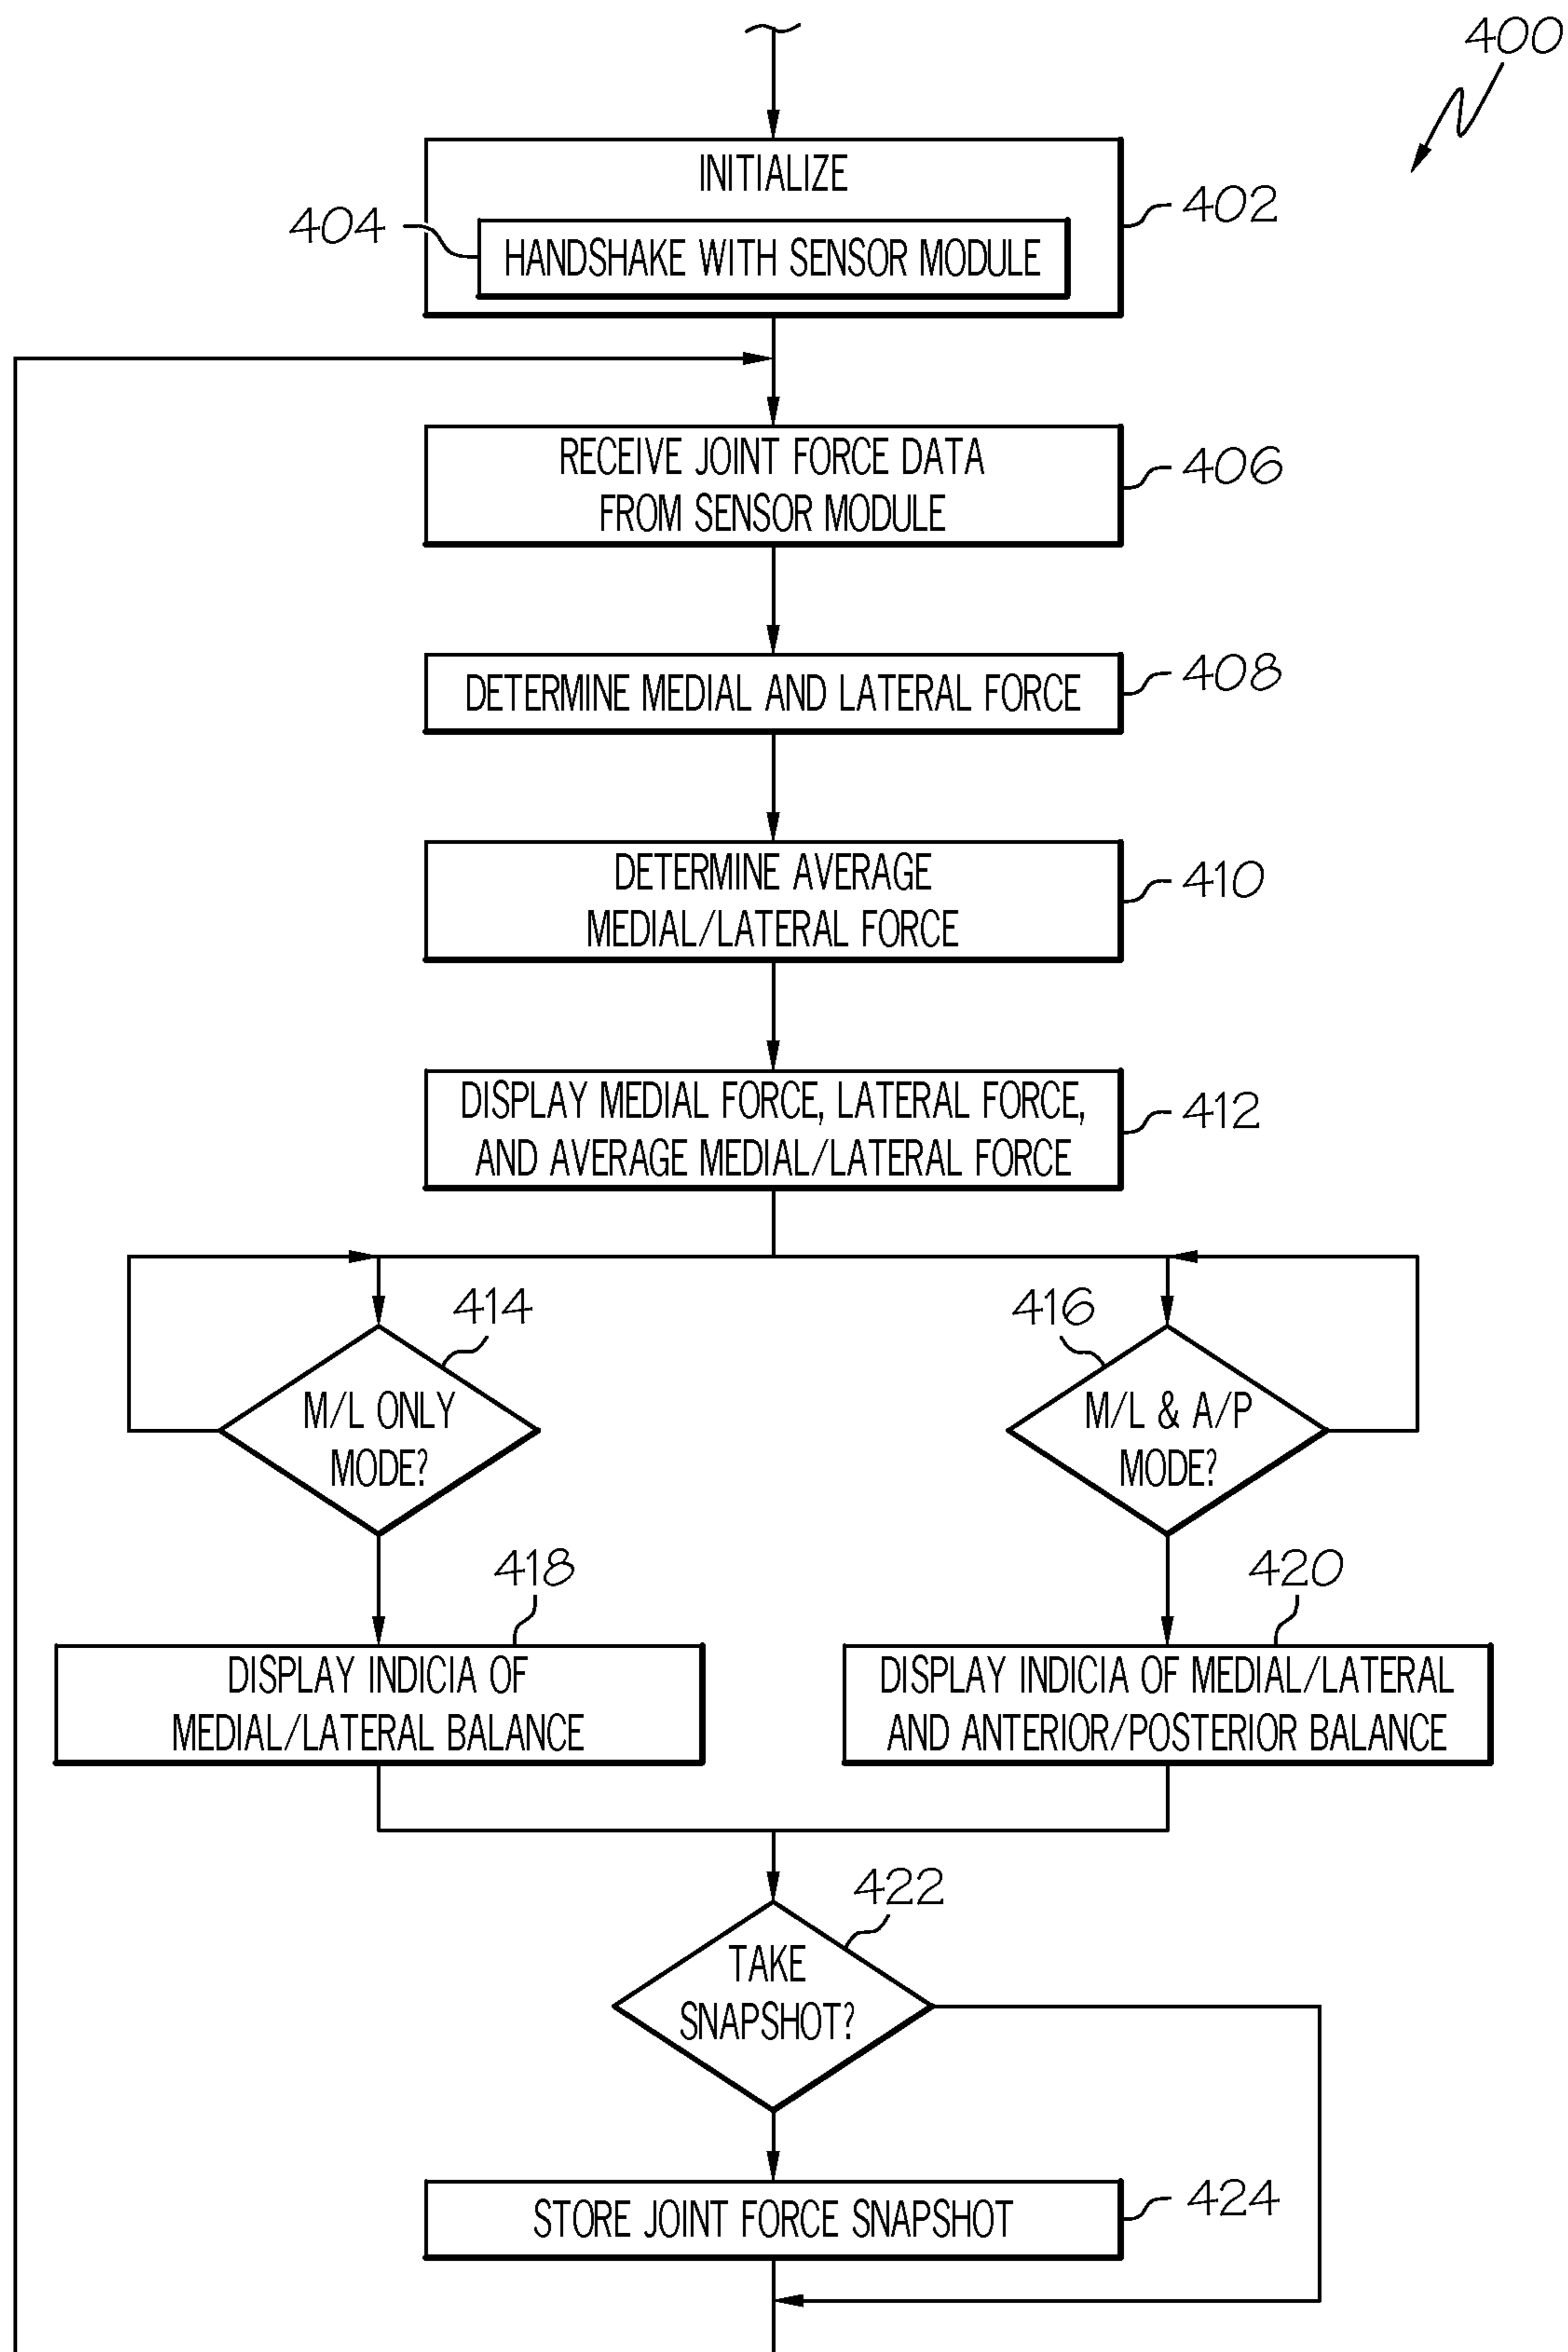 400
INITIALIZE
402
404
HANDSHAKE WITH SENSOR MODULE
RECEIVE JOINT FORCE DATA
FROM SENSOR MODULE
406
DETERMINE MEDIAL AND LATERAL FORCE
408
DETERMINE AVERAGE
MEDIAL/LATERAL FORCE
410
DISPLAY MEDIAL FORCE, LATERAL FORCE,
AND AVERAGE MEDIAL/LATERAL FORCE
412
414
M/L ONLY
MODE?
416
M/L & A/P
MODE?
418
DISPLAY INDICIA OF
MEDIAL/LATERAL BALANCE
420
DISPLAY INDICIA OF MEDIAL/LATERAL
AND ANTERIOR/POSTERIOR BALANCE
422
TAKE
SNAPSHOT?
STORE JOINT FORCE SNAPSHOT
424